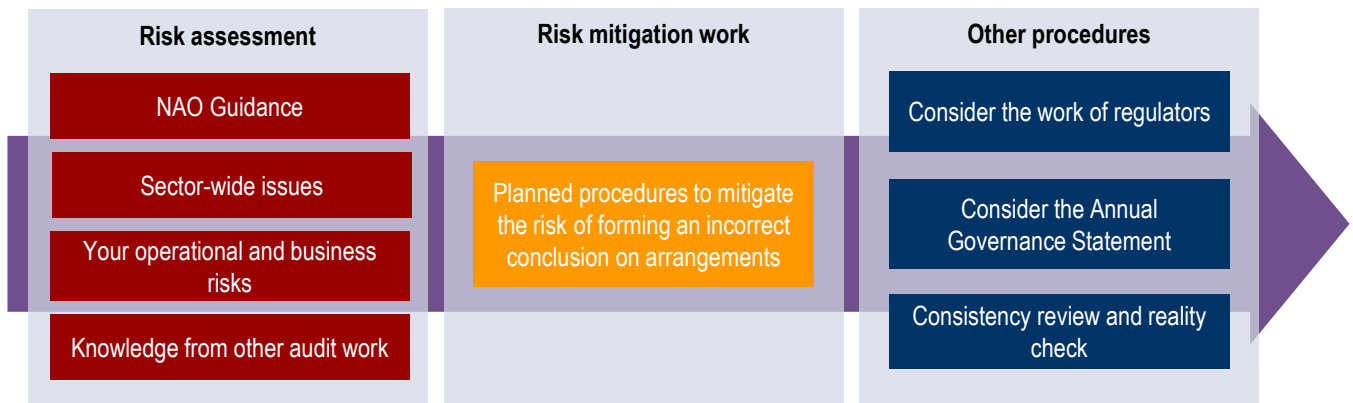 Risk assessment
NAO Guidance
Sector-wide issues
Your operational and business
risks
Knowledge from other audit work
Risk mitigation work
Planned procedures to mitigate
the risk of forming an incorrect
conclusion on arrangements
Other procedures
Consider the work of regulators
Consider the Annual
Governance Statement
Consistency review and reality
check